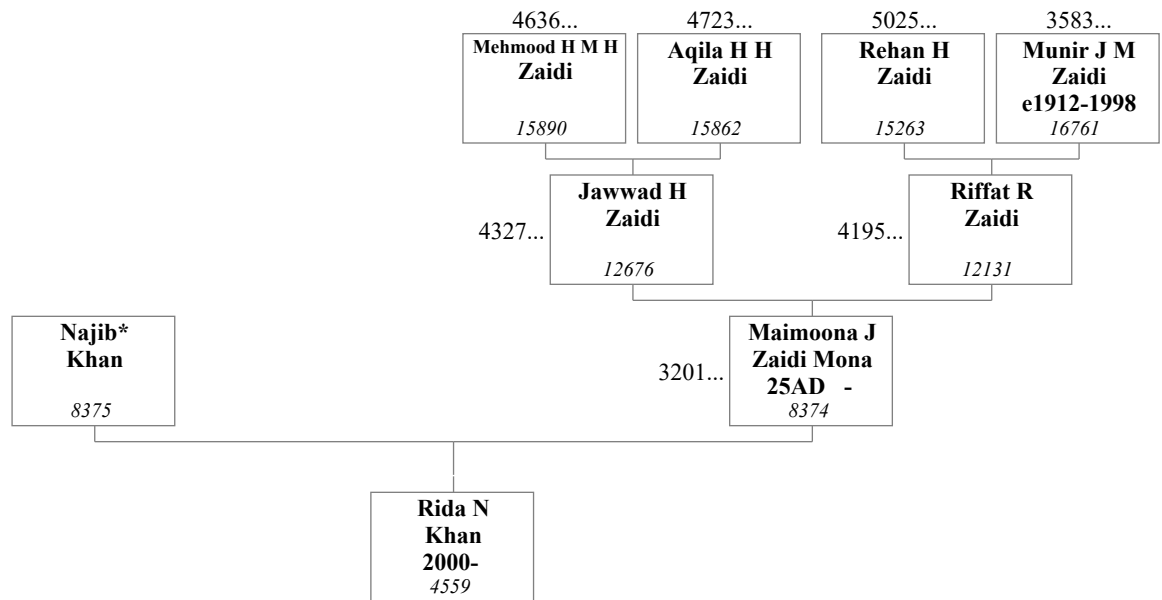 4636...
4723...
5025...
3583...
Mehmood H M H
Zaidi
15890
Aqila H H
Zaidi
15862
Rehan H
Zaidi
15263
Munir J M
Zaidi
e1912-1998
16761
4327...
Jawwad H
Zaidi
12676
4195...
Riffat R
Zaidi
12131
Najib*
Khan
8375
3201...
Maimoona J
Zaidi Mona
25AD -
8374
Rida N
Khan
2000-
4559